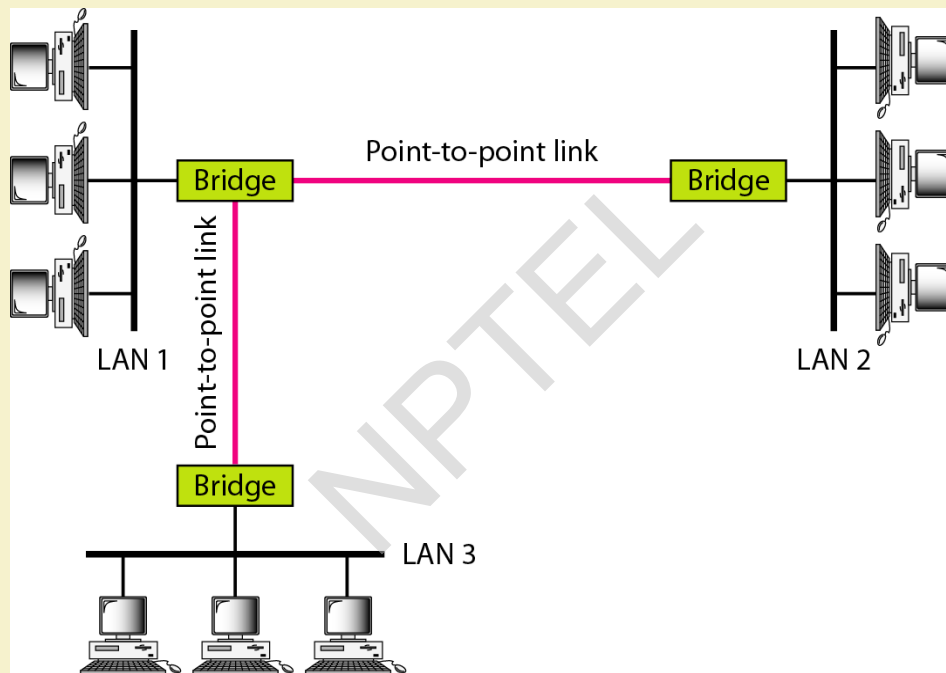 Point-to-point link
Bridge
Bridge
Point-to-point link
LAN 1
LAN 2
Bridge
LAN 3
NPTEL